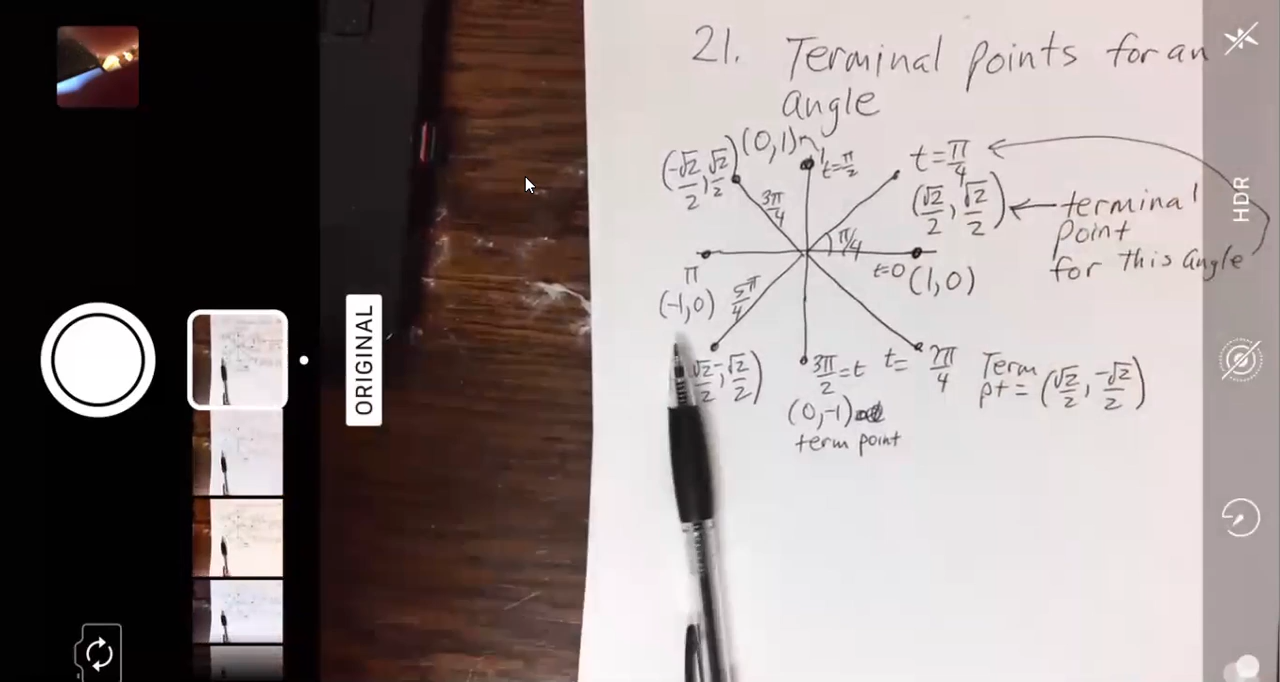 21. Terminal points for an
angle
(-√2/2, √2/2)
(0,1)
t=π/2
t=π/4
(√2/2, √2/2)
terminal
point
for this angle
3π/4
π/4
t=0
(1,0)
π
(-1,0)
5π/4
3π/2=t
(0,-1)
term point
t=
π/4
Term
pt = (√2/2, -√2/2)
HDR
ORIGINAL